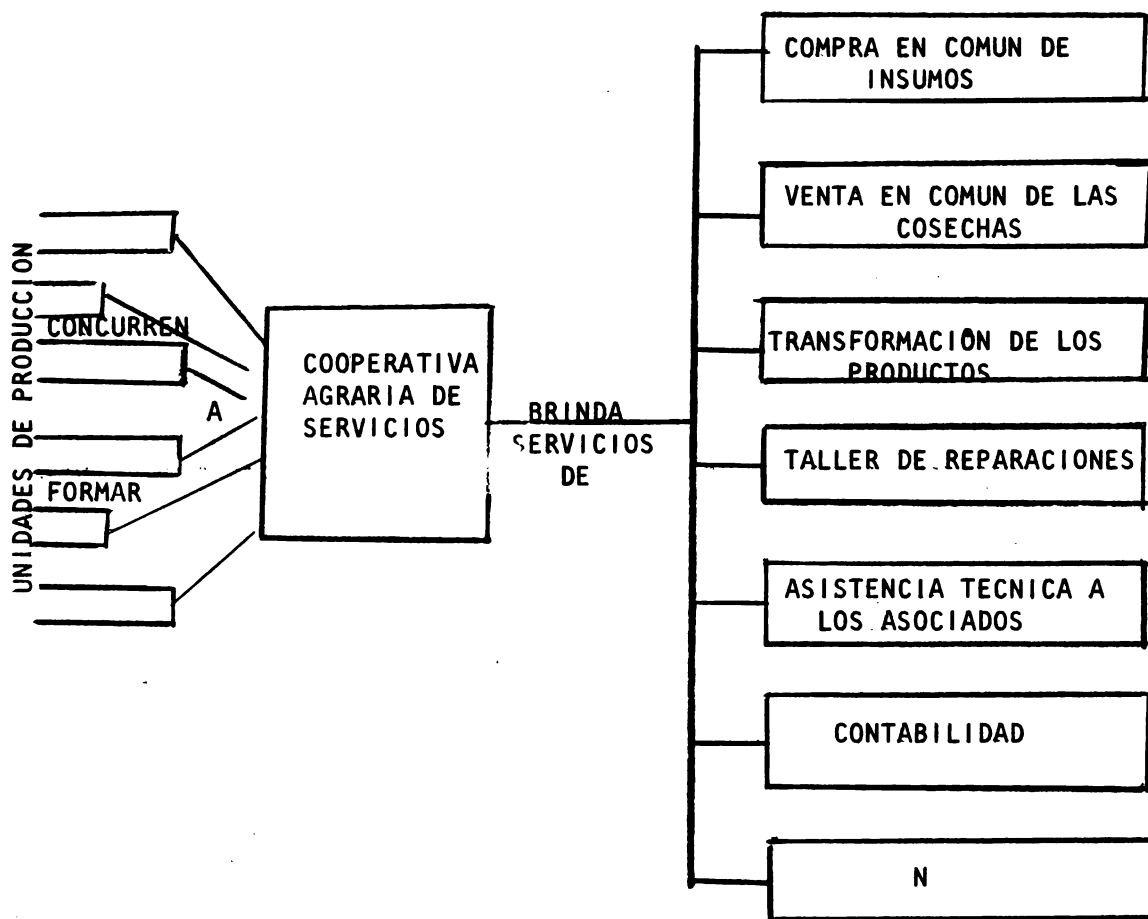 UNIDADES DE PRODUCCION
CONCURREN
A
FORMAR
COOPERATIVA
AGRARIA DE
SERVICIOS
BRINDA
SERVICIOS
DE
COMPRA EN COMUN DE
INSUMOS
VENTA EN COMUN DE LAS
COSECHAS
TRANSFORMACIÓN DE LOS
PRODUCTOS
TALLER DE REPARACIONES
ASISTENCIA TECNICA A
LOS ASOCIADOS
CONTABILIDAD
N